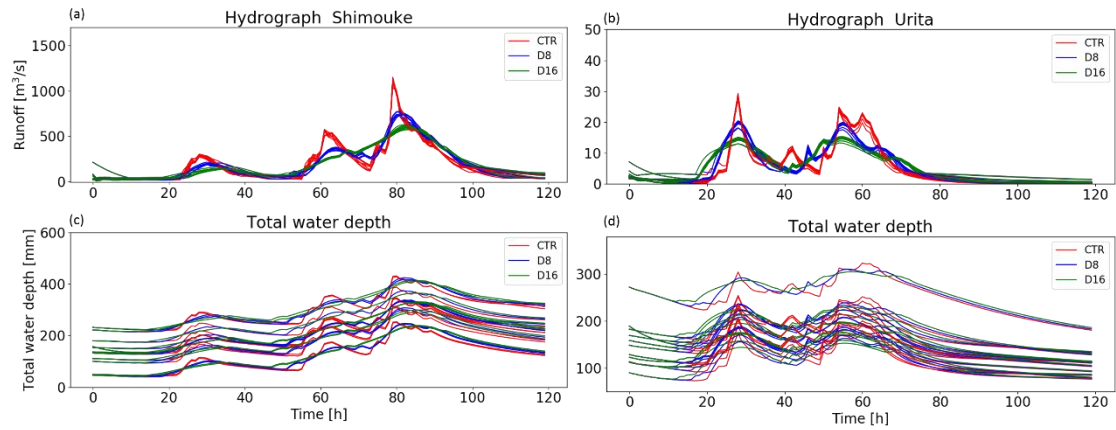 (a)
Hydrograph Shimouke
1500
1000
500
0
Runoff [m³/s]
CTR
D8
D16
0 20 40 60 80 100 120
(b)
Hydrograph Urita
50
40
30
20
10
0
CTR
D8
D16
0 20 40 60 80 100 120
(c)
Total water depth
600
400
200
0
Total water depth [mm]
CTR
D8
D16
0 20 40 60 80 100 120
Time [h]
(d)
Total water depth
300
200
100
CTR
D8
D16
0 20 40 60 80 100 120
Time [h]